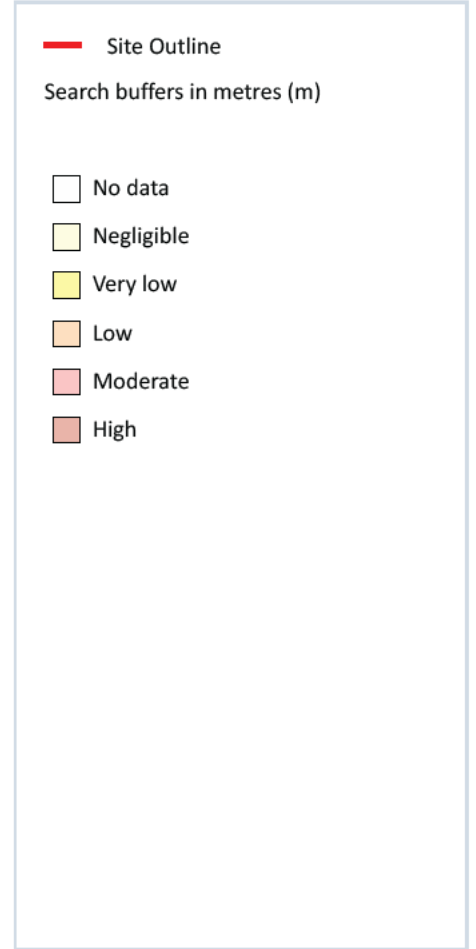 Site Outline
Search buffers in metres (m)
No data
Negligible
Very low
Low
Moderate
High